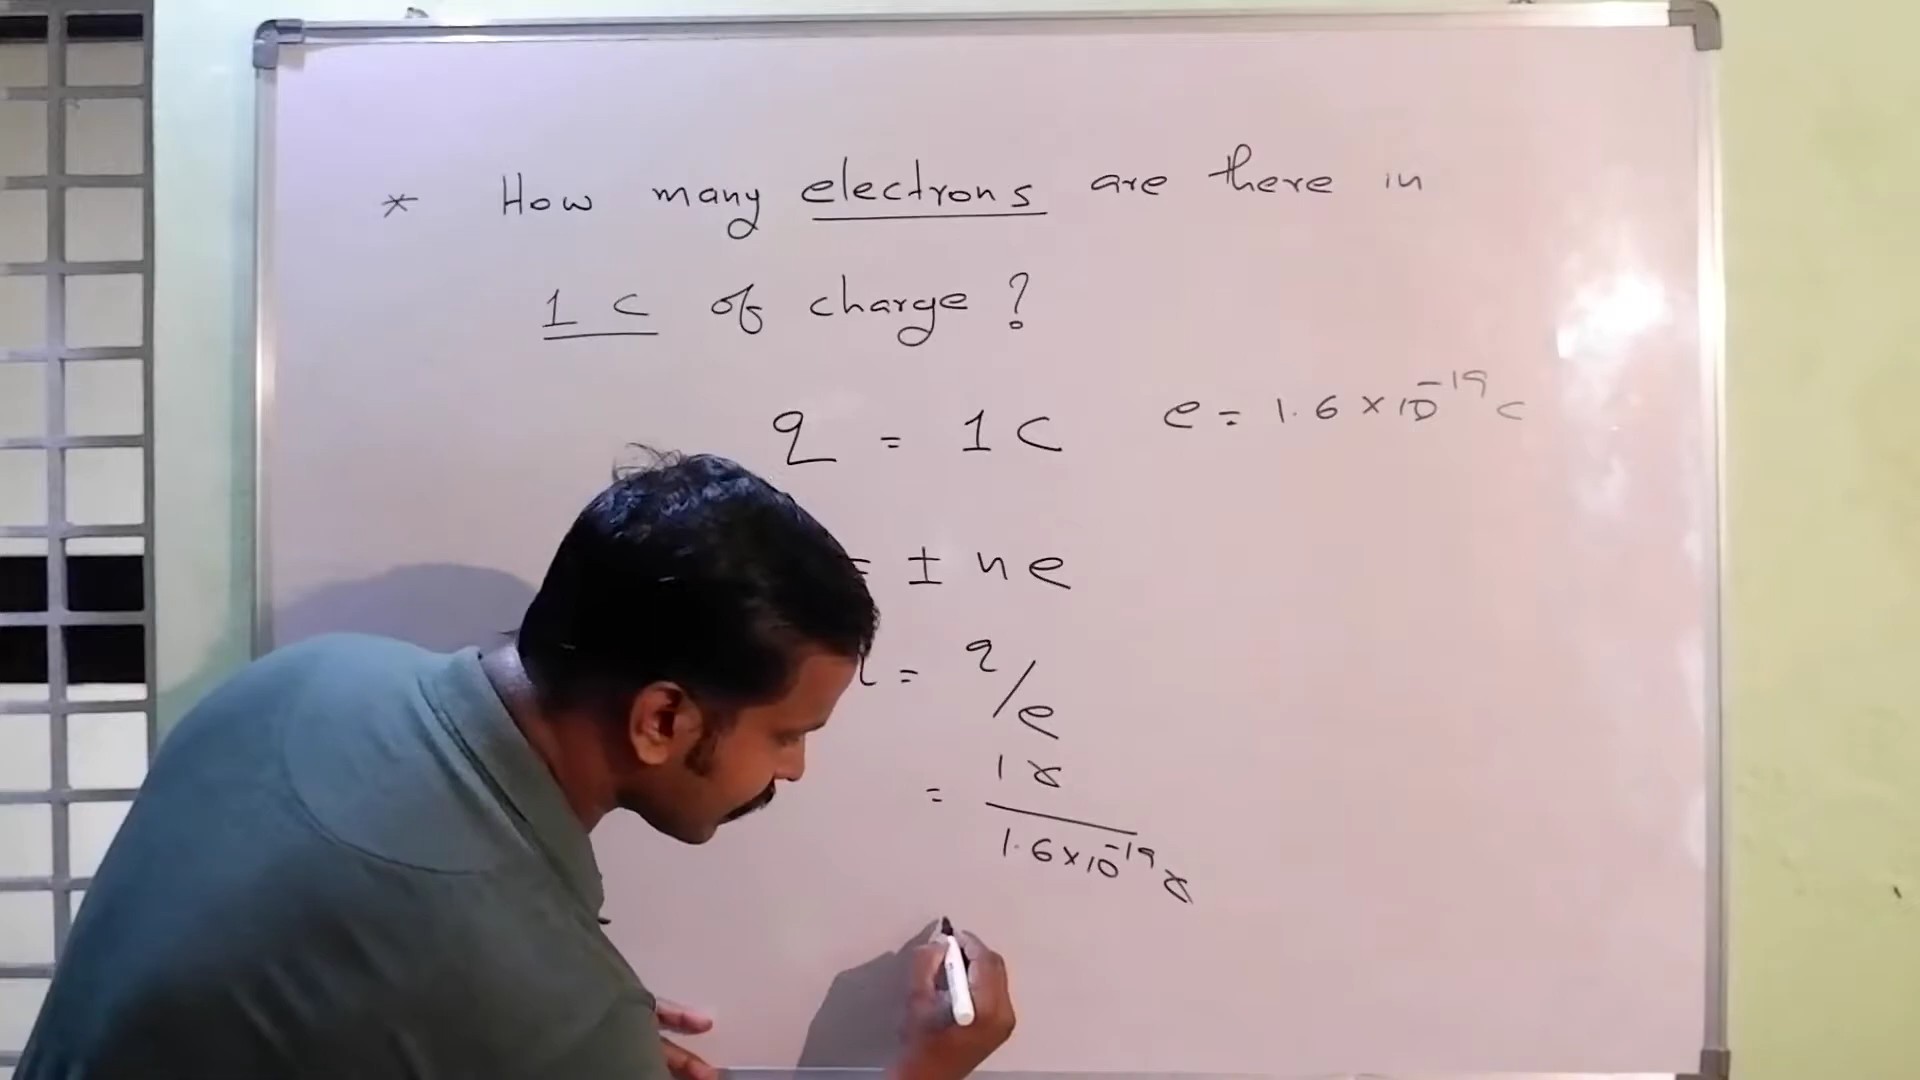 * How many electrons are there in
1 C of charge ?
q = 1 C
e = 1.6 × 10⁻¹⁹ C
= ± n e
= q/e
= 1 C / 1.6 × 10⁻¹⁹ C